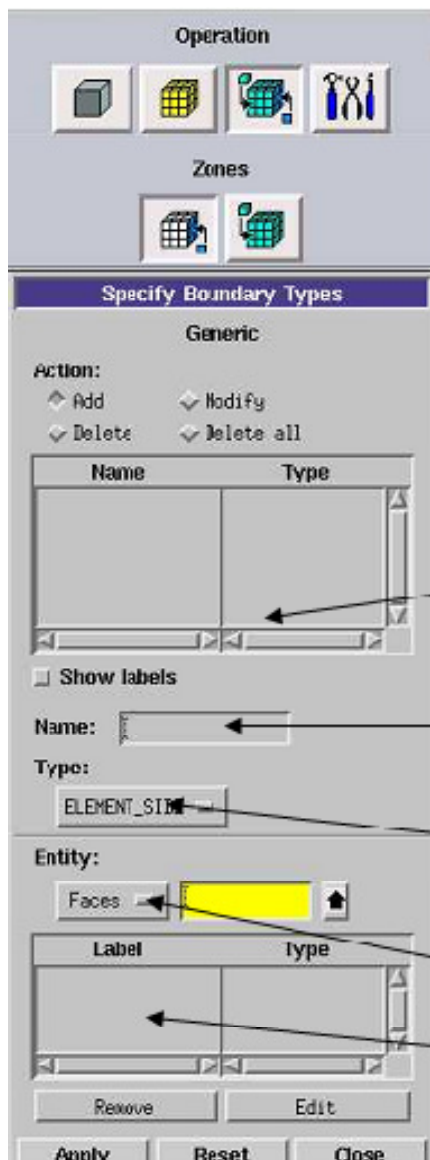 Operation
Zones
Specify Boundary Types
Generic
Action:
Add Modify
Delete Delete all
Name Type
Show labels
Name:
Type:
ELEMENT_SIDE
Entity:
Faces
Label Type
Remove Edit
Apply Reset Close